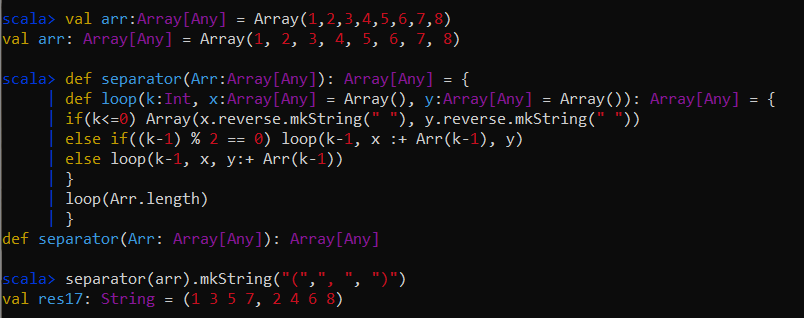 scala> val arr:Array[Any] = Array(1,2,3,4,5,6,7,8)
val arr: Array[Any] = Array(1, 2, 3, 4, 5, 6, 7, 8)
scala> def separator(Arr:Array[Any]): Array[Any] = {
| def loop(k:Int, x:Array[Any] = Array(), y:Array[Any] = Array()): Array[Any] = {
| if(k<=0) Array(x.reverse.mkString(" "), y.reverse.mkString(" "))
| else if((k-1) % 2 == 0) loop(k-1, x :+ Arr(k-1), y)
| else loop(k-1, x, y:+ Arr(k-1))
| }
| loop(Arr.length)
| }
def separator(Arr: Array[Any]): Array[Any]
scala> separator(arr).mkString("(",", ", ")")
val res17: String = (1 3 5 7, 2 4 6 8)